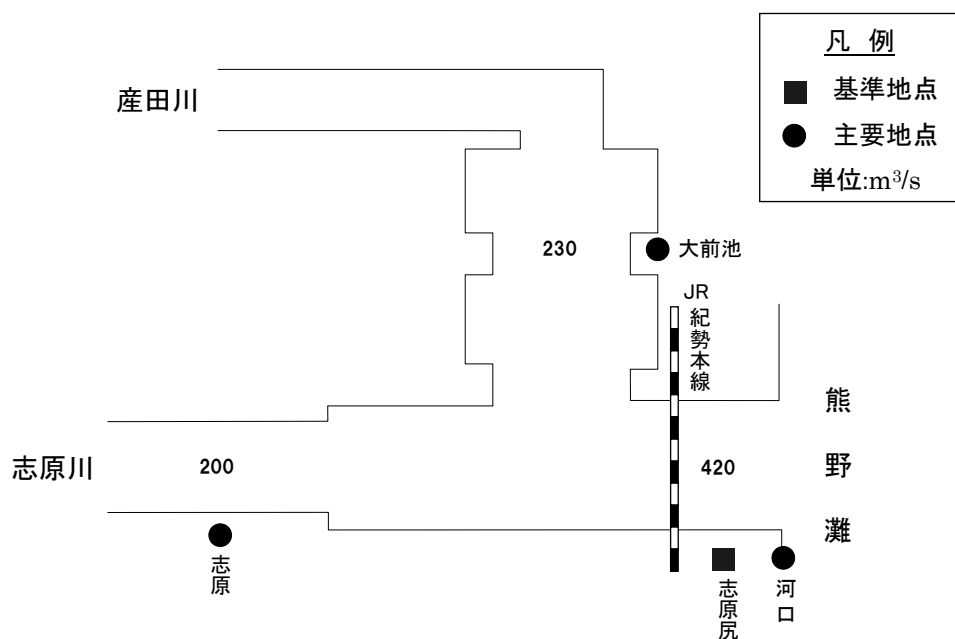 凡 例
基準地点
主要地点
単位:m³/s
産田川
230
大前池
JR
紀勢本線
熊野灘
志原川
200
420
志原
志原尻
河口